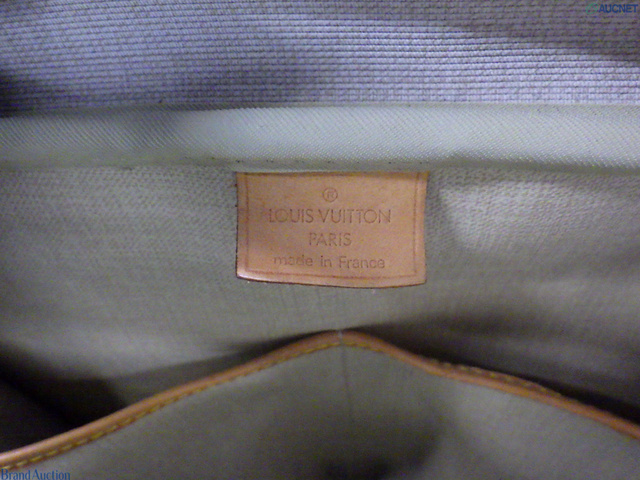 AUCNET
®
LOUIS VUITTON
PARIS
made in France
Brand Auction